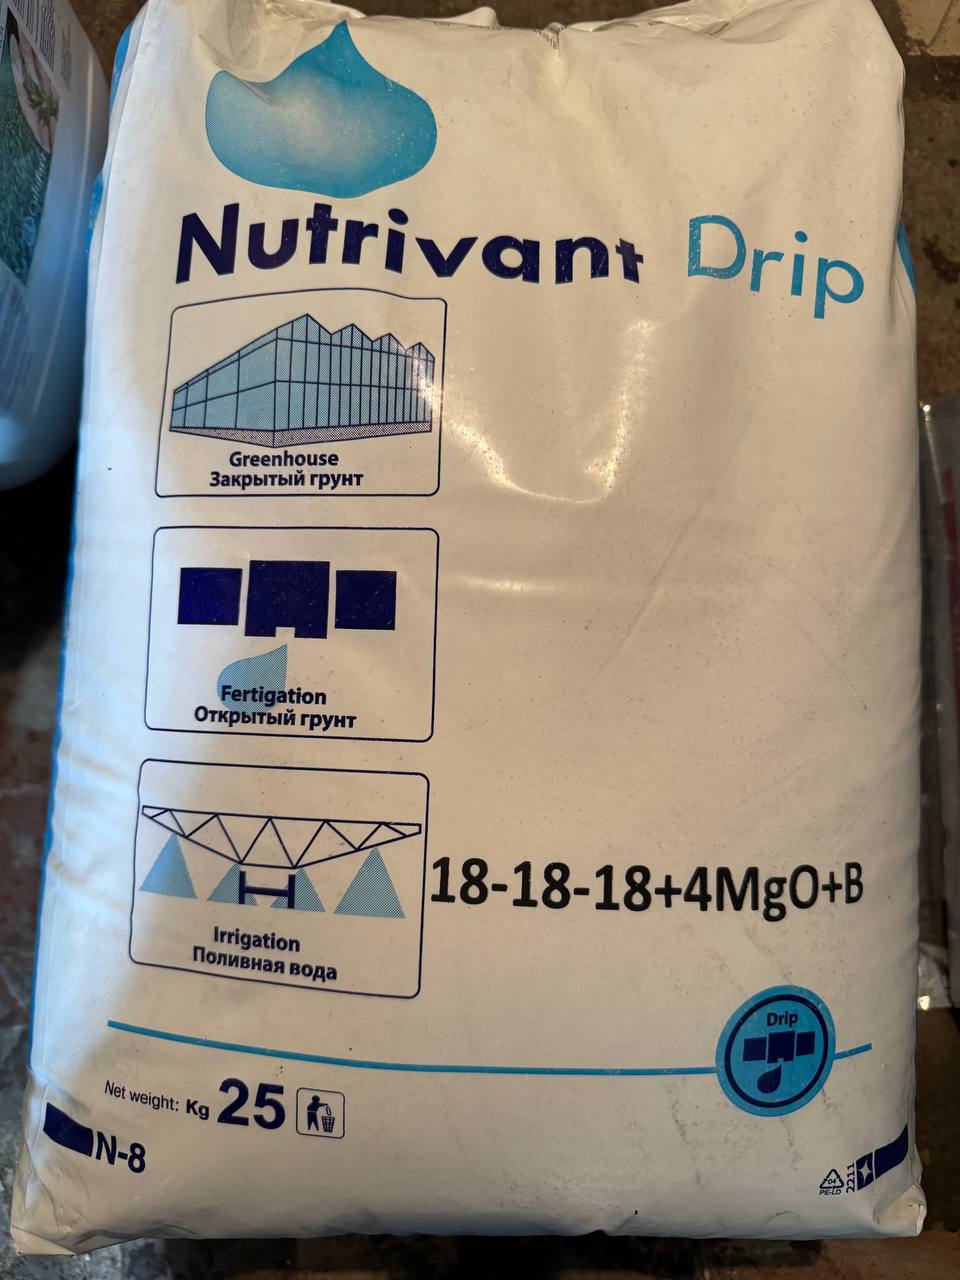 Nutrivant Drip
Greenhouse
Закрытый грунт
Fertigation
Открытый грунт
18-18-18+4MgO+B
Irrigation
Поливная вода
Drip
Net weight: Kg 25
N-8
04
PE-LD
2211